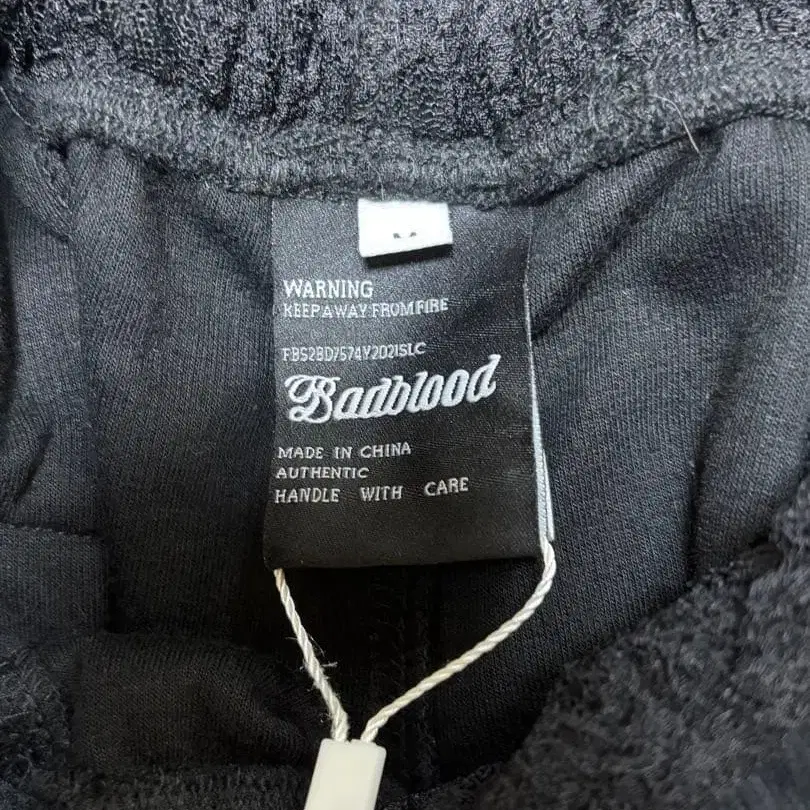 WARNING
KEEP AWAY FROM FIRE
FBS2BD7574Y2021SLC
Badblood
MADE IN CHINA
AUTHENTIC
HANDLE WITH CARE